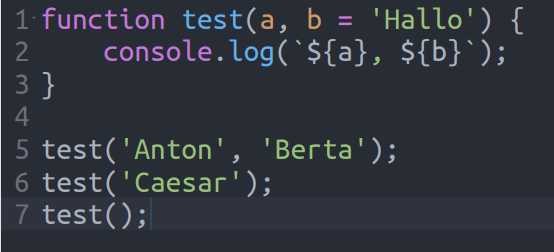 1 function test(a, b = 'Hallo') {
2     console.log(`${a}, ${b}`);
3 }
4
5 test('Anton', 'Berta');
6 test('Caesar');
7 test();